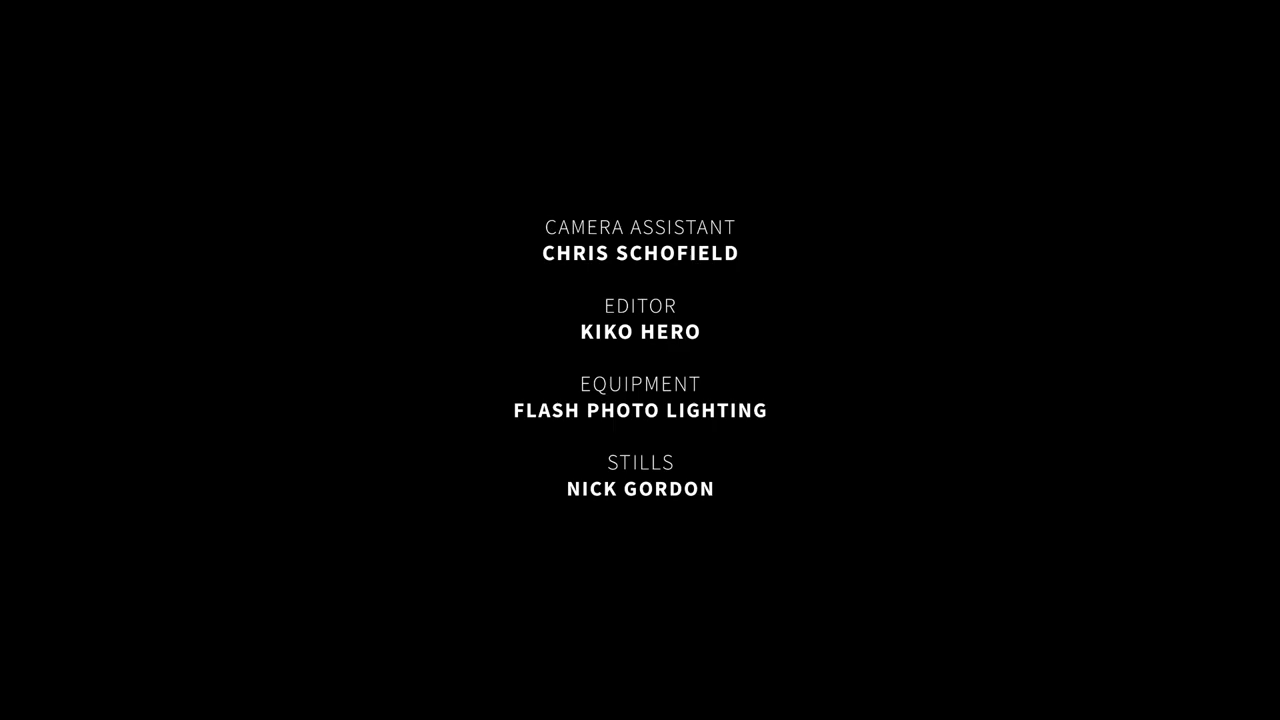 CAMERA ASSISTANT
CHRIS SCHOFIELD
EDITOR
KIKO HERO
EQUIPMENT
FLASH PHOTO LIGHTING
STILLS
NICK GORDON